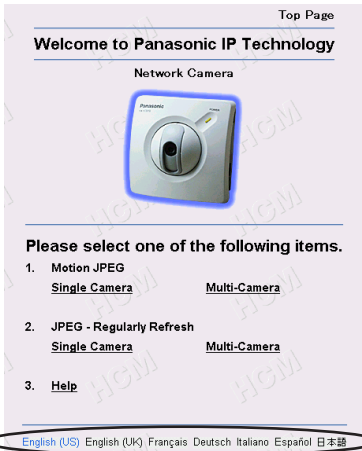 Top Page
Welcome to Panasonic IP Technology
Network Camera
Panasonic
Please select one of the following items.
1. Motion JPEG
Single Camera Multi-Camera
2. JPEG - Regularly Refresh
Single Camera Multi-Camera
3. Help
English (US) English (UK) Français Deutsch Italiano Español 日本語